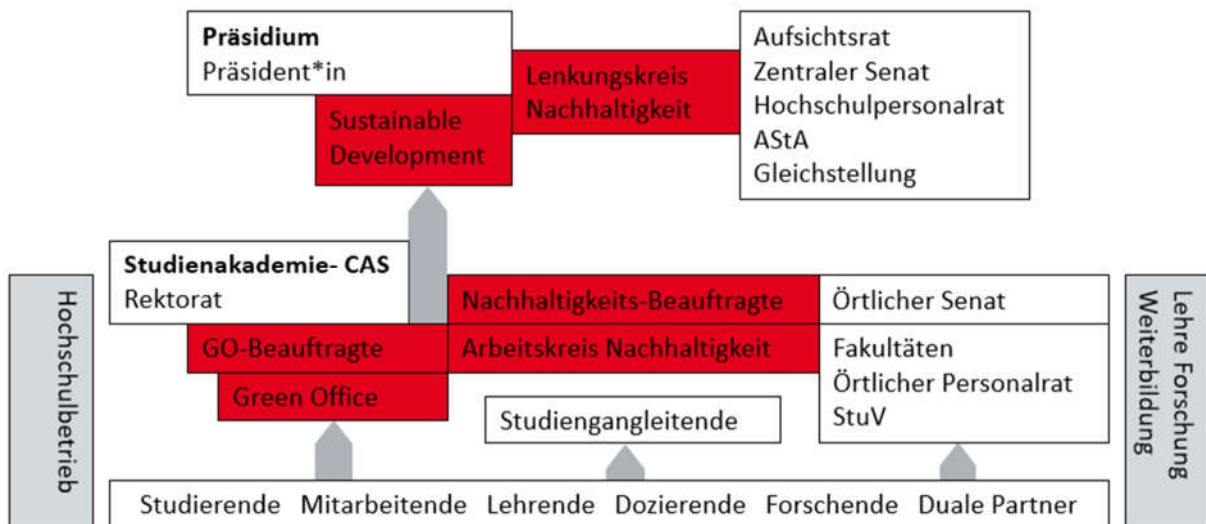 Präsidium
Präsident*in
Sustainable
Development
Lenkungskreis
Nachhaltigkeit
Aufsichtsrat
Zentraler Senat
Hochschulpersonalrat
AStA
Gleichstellung
Hochschulbetrieb
Studienakademie- CAS
Rektorat
GO-Beauftragte
Green Office
Nachhaltigkeits-Beauftragte
Arbeitskreis Nachhaltigkeit
Studiengangleitende
Örtlicher Senat
Fakultäten
Örtlicher Personalrat
StuV
Lehre Forschung
Weiterbildung
Studierende Mitarbeitende Lehrende Dozierende Forschende Duale Partner